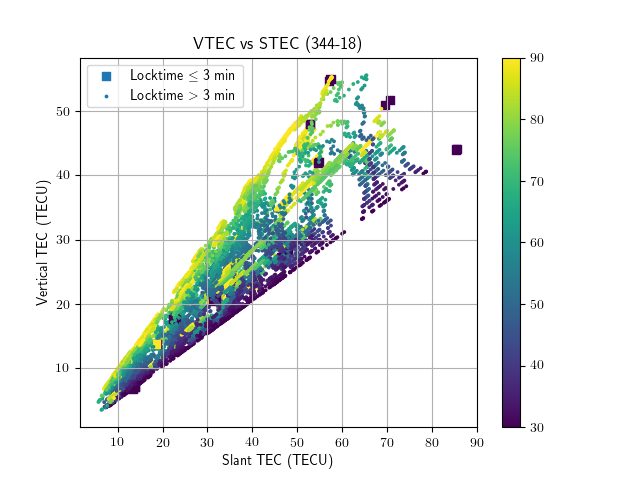 VTEC vs STEC (344-18)
Locktime ≤ 3 min
Locktime > 3 min
Vertical TEC (TECU)
50
40
30
20
10
10 20 30 40 50 60 70 80 90
Slant TEC (TECU)
90
80
70
60
50
40
30